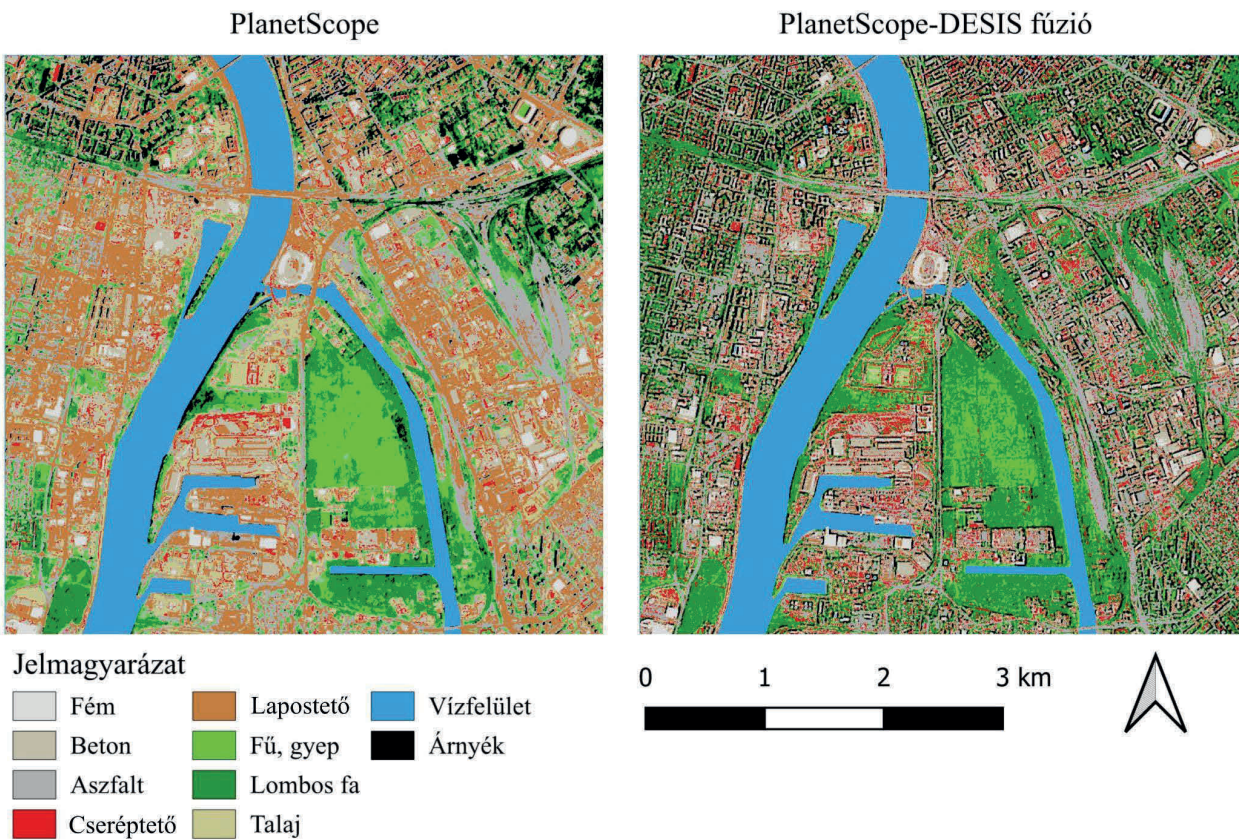 PlanetScope
PlanetScope-DESIS fúzió
Jelmagyarázat
Fém
Beton
Aszfalt
Cseréptető
Lapostető
Fű, gyep
Lombos fa
Talaj
Vízfelület
Árnyék
0 1 2 3 km